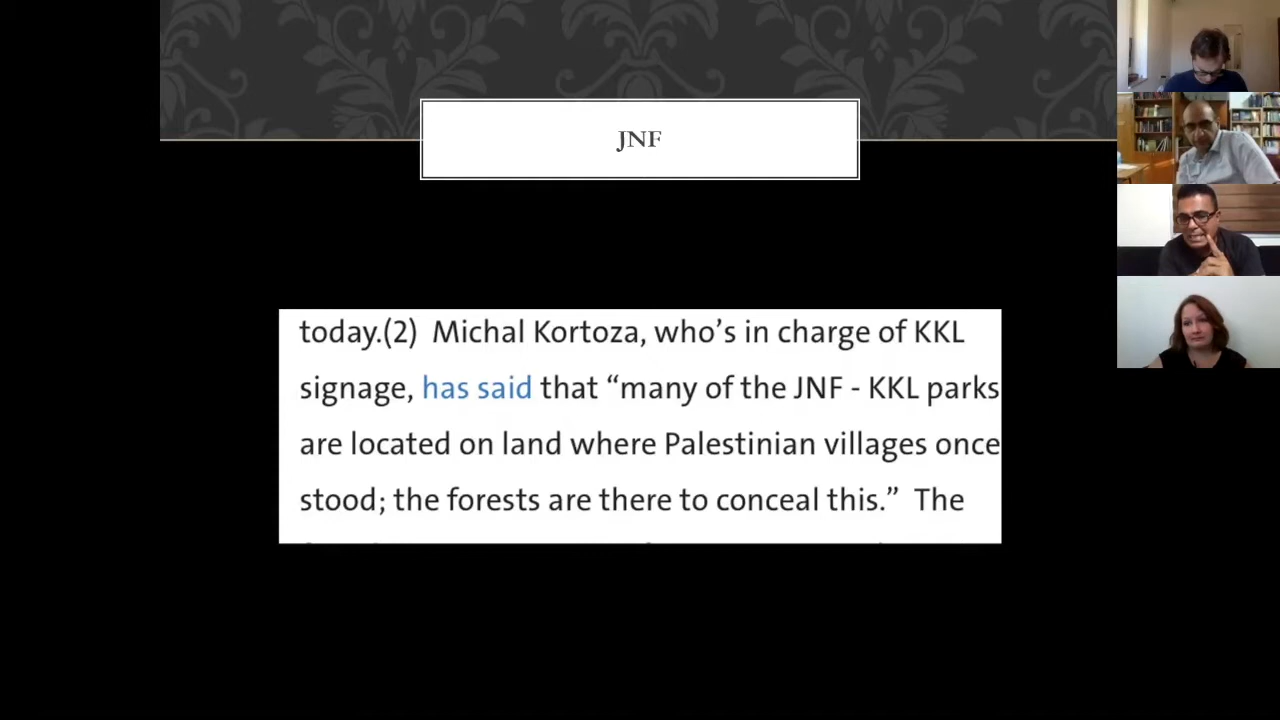 JNF
today.(2) Michal Kortoza, who's in charge of KKL
signage, has said that “many of the JNF - KKL parks
are located on land where Palestinian villages once
stood; the forests are there to conceal this.” The